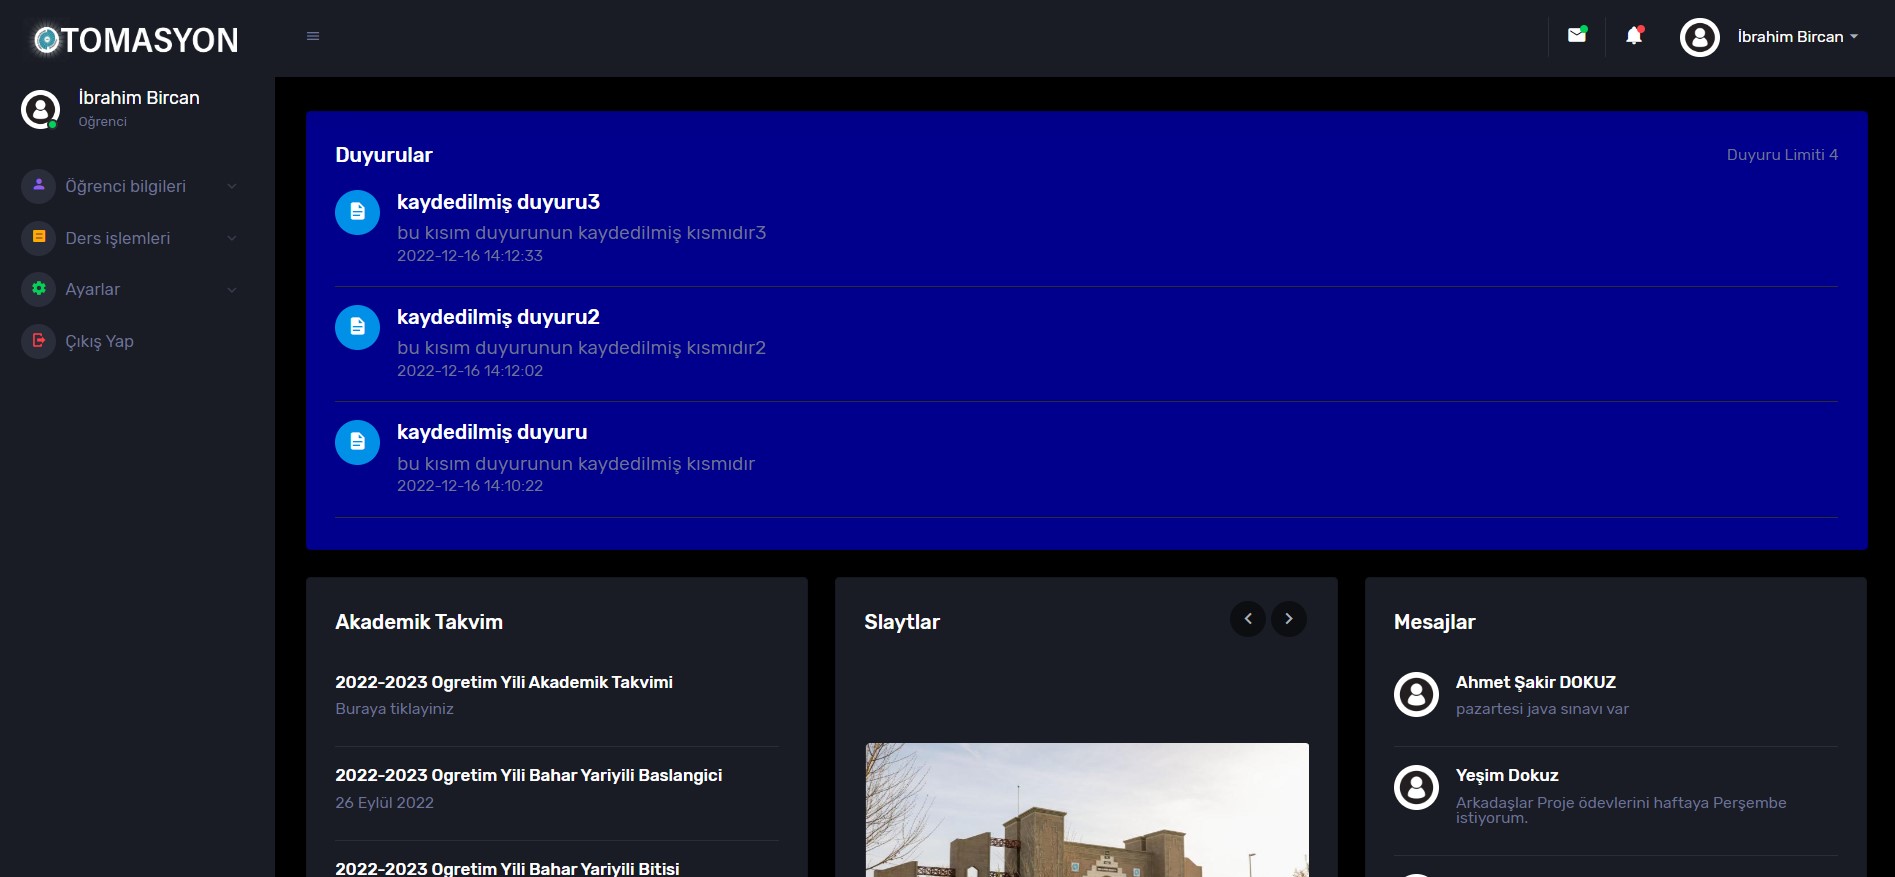 OTOMASYON
İbrahim Bircan
İbrahim Bircan
Oğrenci
Öğrenci bilgileri
Ders işlemleri
Ayarlar
Çıkış Yap
Duyurular
Duyuru Limiti 4
kaydedilmiş duyuru3
bu kısım duyurunun kaydedilmiş kısmıdır3
2022-12-16 14:12:33
kaydedilmiş duyuru2
bu kısım duyurunun kaydedilmiş kısmıdır2
2022-12-16 14:12:02
kaydedilmiş duyuru
bu kısım duyurunun kaydedilmiş kısmıdır
2022-12-16 14:10:22
Akademik Takvim
2022-2023 Ogretim Yili Akademik Takvimi
Buraya tiklayiniz
2022-2023 Ogretim Yili Bahar Yariyili Baslangici
26 Eylül 2022
2022-2023 Ogretim Yili Bahar Yariyili Bitisi
Slaytlar
Mesajlar
Ahmet Şakir DOKUZ
pazartesi java sınavı var
Yeşim Dokuz
Arkadaşlar Proje ödevlerini haftaya Perşembe
istiyorum.